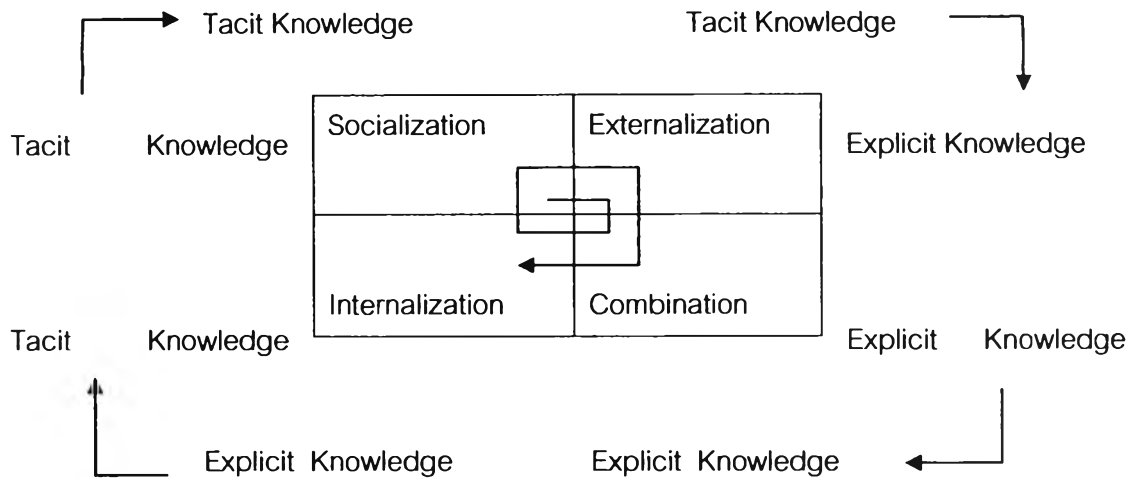 Tacit Knowledge Tacit Knowledge
Socialization Externalization
Tacit Knowledge Explicit Knowledge
Internalization Combination
Tacit Knowledge Explicit Knowledge
Explicit Knowledge Explicit Knowledge